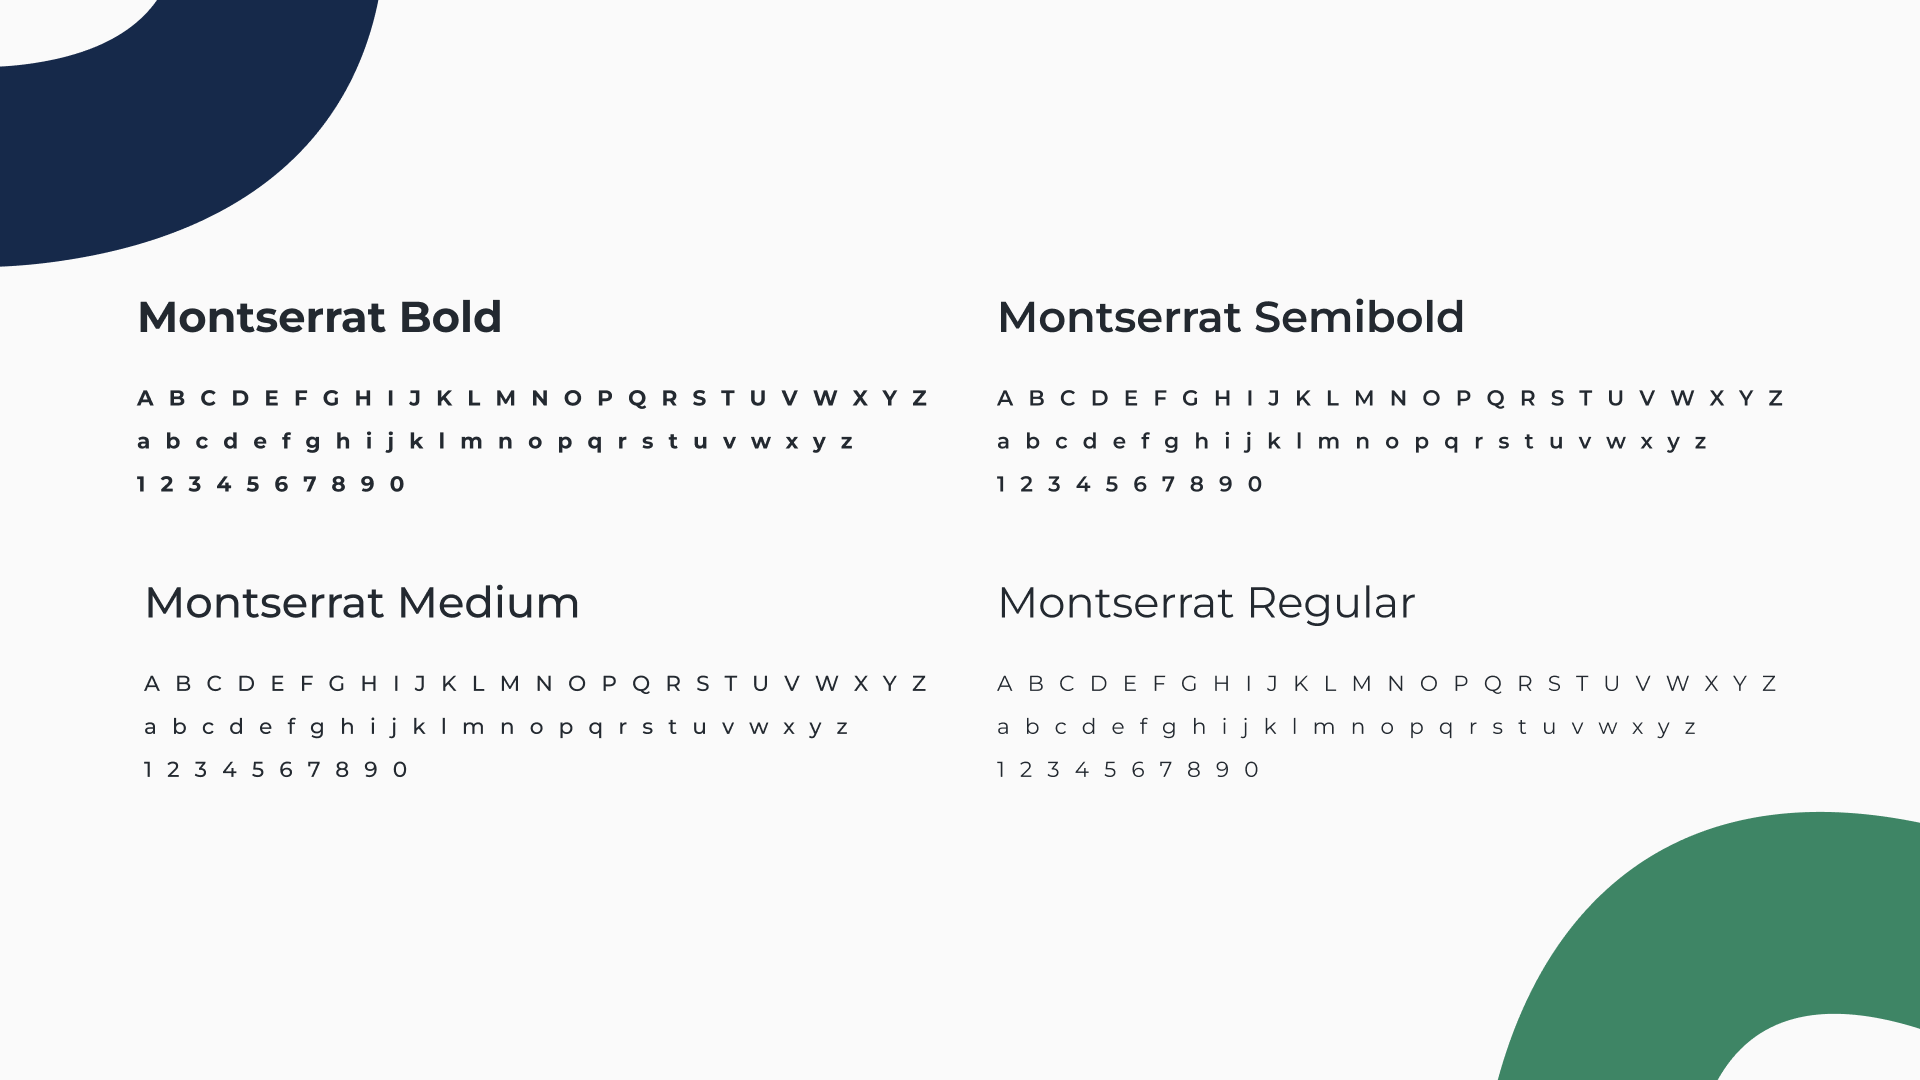 Montserrat Bold
A B C D E F G H I J K L M N O P Q R S T U V W X Y Z
a b c d e f g h i j k l m n o p q r s t u v w x y z
1 2 3 4 5 6 7 8 9 0
Montserrat Semibold
A B C D E F G H I J K L M N O P Q R S T U V W X Y Z
a b c d e f g h i j k l m n o p q r s t u v w x y z
1 2 3 4 5 6 7 8 9 0
Montserrat Medium
A B C D E F G H I J K L M N O P Q R S T U V W X Y Z
a b c d e f g h i j k l m n o p q r s t u v w x y z
1 2 3 4 5 6 7 8 9 0
Montserrat Regular
A B C D E F G H I J K L M N O P Q R S T U V W X Y Z
a b c d e f g h i j k l m n o p q r s t u v w x y z
1 2 3 4 5 6 7 8 9 0